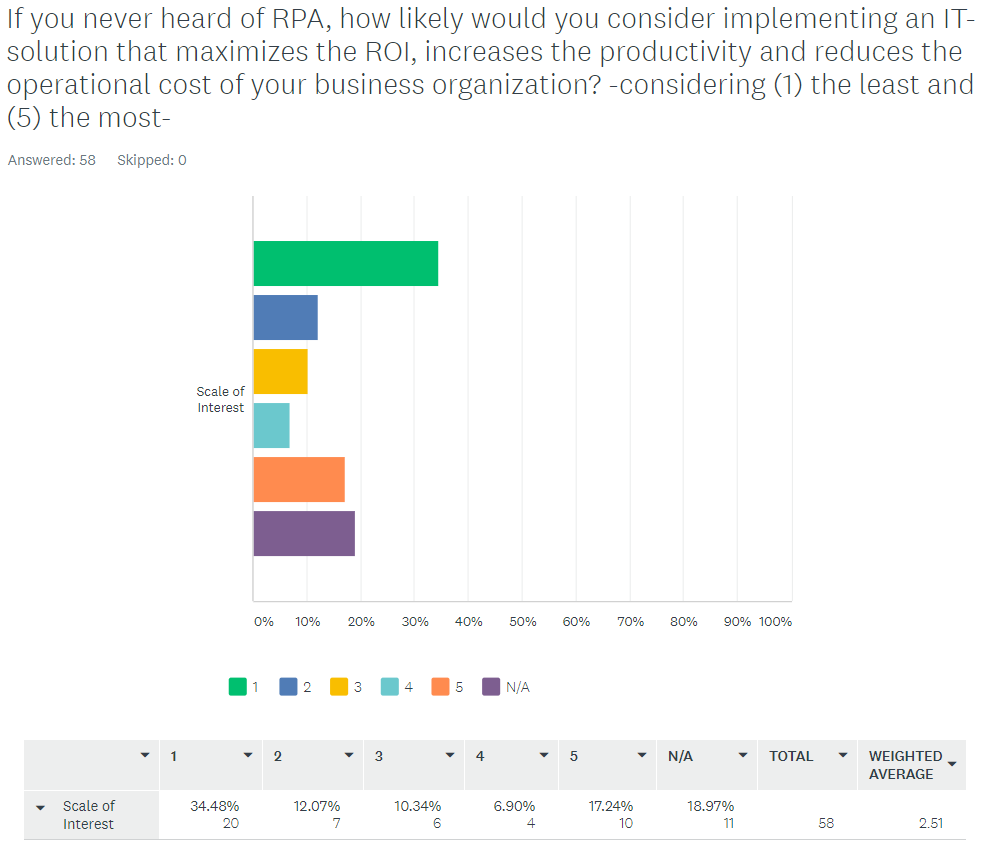 If you never heard of RPA, how likely would you consider implementing an IT-
solution that maximizes the ROI, increases the productivity and reduces the
operational cost of your business organization? -considering (1) the least and
(5) the most-
Answered: 58 Skipped: 0
Scale of
Interest
0% 10% 20% 30% 40% 50% 60% 70% 80% 90% 100%
1 2 3 4 5 N/A
1 2 3 4 5 N/A TOTAL WEIGHTED
AVERAGE
Scale of 34.48% 12.07% 10.34% 6.90% 17.24% 18.97%
Interest 20 7 6 4 10 11 58 2.51